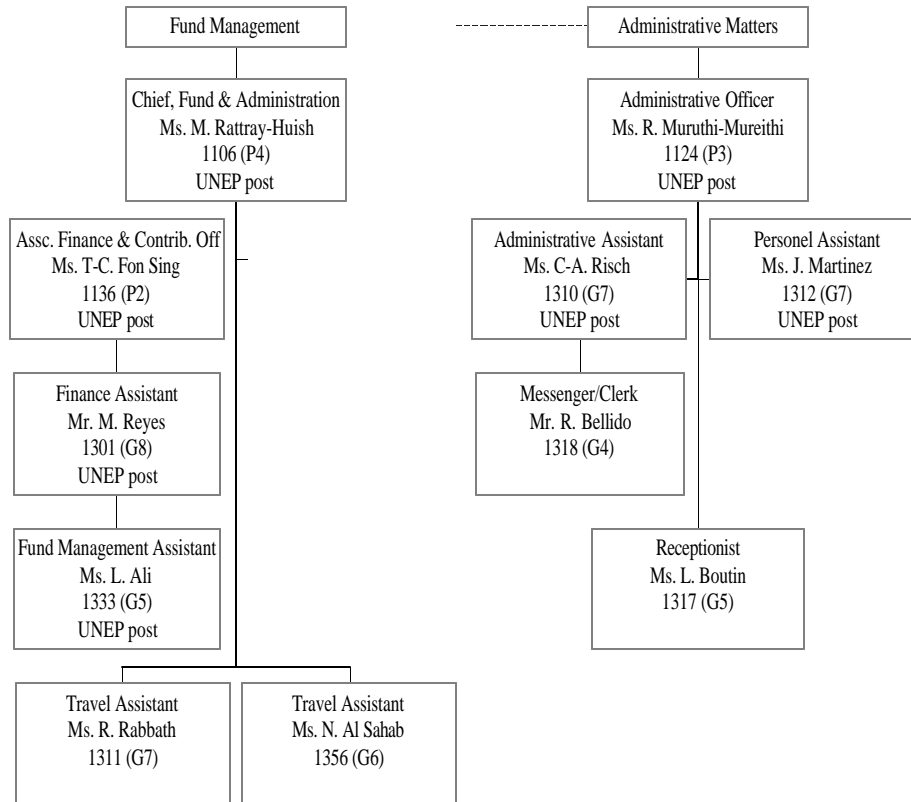 Fund Management
Administrative Matters
Chief, Fund & Administration
Ms. M. Rattray-Huish
1106 (P4)
UNEP post
Administrative Officer
Ms. R. Muruthi-Mureithi
1124 (P3)
UNEP post
Assc. Finance & Contrib. Off
Ms. T-C. Fon Sing
1136 (P2)
UNEP post
Administrative Assistant
Ms. C-A. Risch
1310 (G7)
UNEP post
Personel Assistant
Ms. J. Martinez
1312 (G7)
UNEP post
Finance Assistant
Mr. M. Reyes
1301 (G8)
UNEP post
Messenger/Clerk
Mr. R. Bellido
1318 (G4)
Fund Management Assistant
Ms. L. Ali
1333 (G5)
UNEP post
Receptionist
Ms. L. Boutin
1317 (G5)
Travel Assistant
Ms. R. Rabbath
1311 (G7)
Travel Assistant
Ms. N. Al Sahab
1356 (G6)